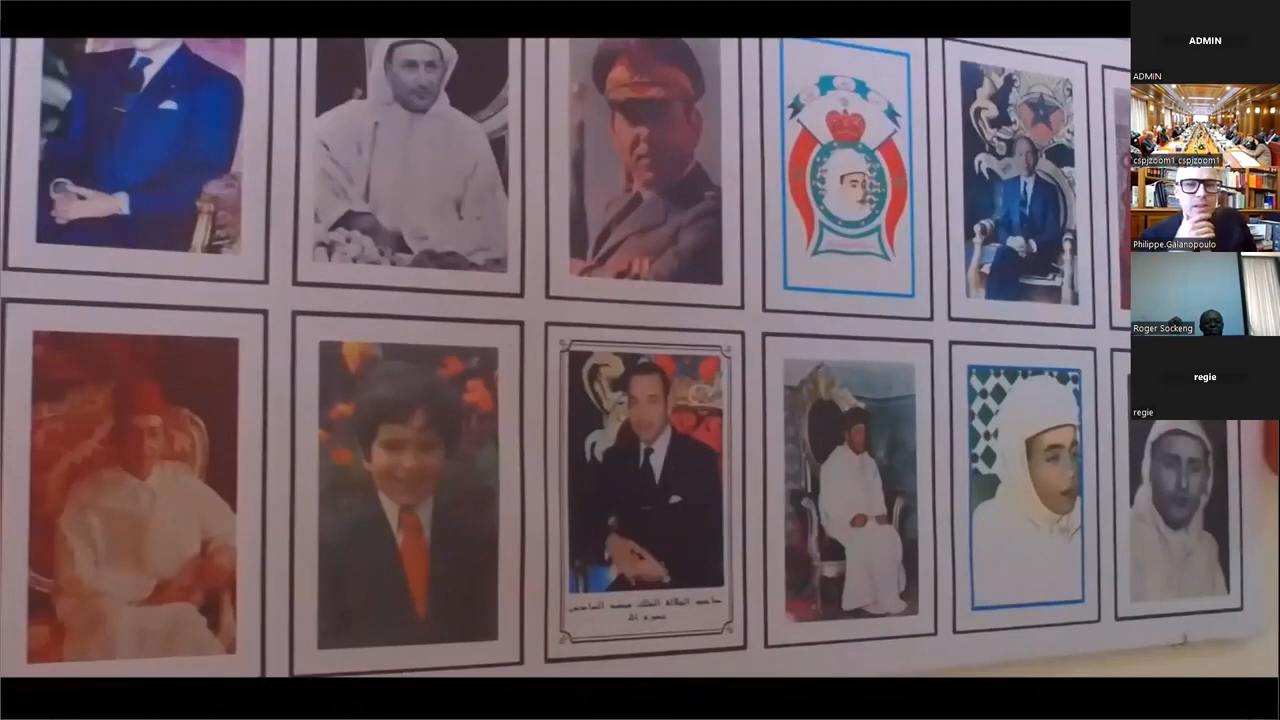 ADMIN
ADMIN
cspjzoom1 cspjzoom1
Philippe.Galanopoulo
Roger Sockeng
regie
regie
صاحب الجلالة الملك محمد السادس
نصره الله